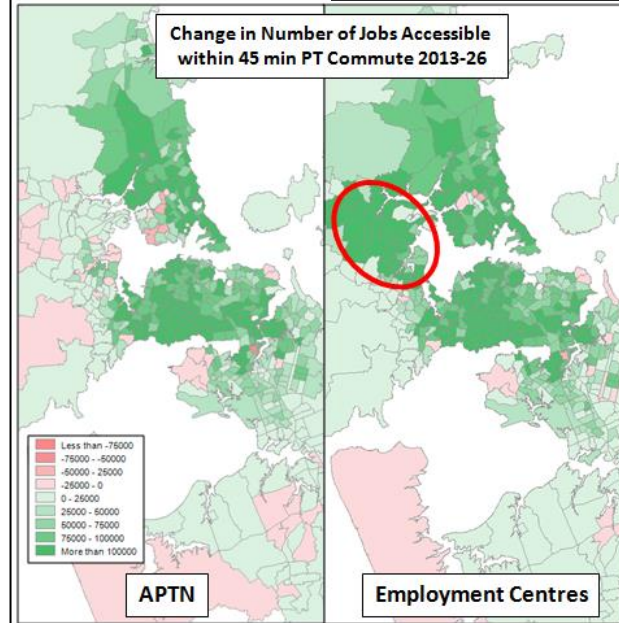 Change in Number of Jobs Accessible
within 45 min PT Commute 2013-26
Less than -75000
-75000 - -50000
-50000 - 25000
-25000 - 0
0 - 25000
25000 - 50000
50000 - 75000
75000 - 100000
More than 100000
APTN
Employment Centres